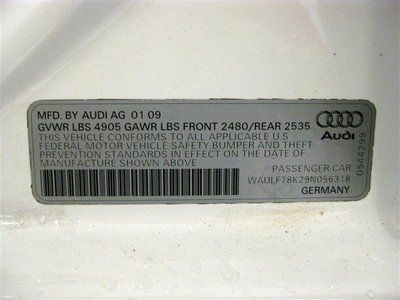 MFD. BY AUDI AG 01 09
GVWR LBS 4905 GAWR LBS FRONT 2480/REAR 2535
THIS VEHICLE CONFORMS TO ALL APPLICABLE U.S
FEDERAL MOTOR VEHICLE SAFETY,BUMPER AND THEFT
PREVENTION STANDARDS IN EFFECT ON THE DATE OF
MANUFACTURE SHOWN ABOVE.
Audi
0544299
PASSENGER CAR
WAULF78K29N056318
GERMANY